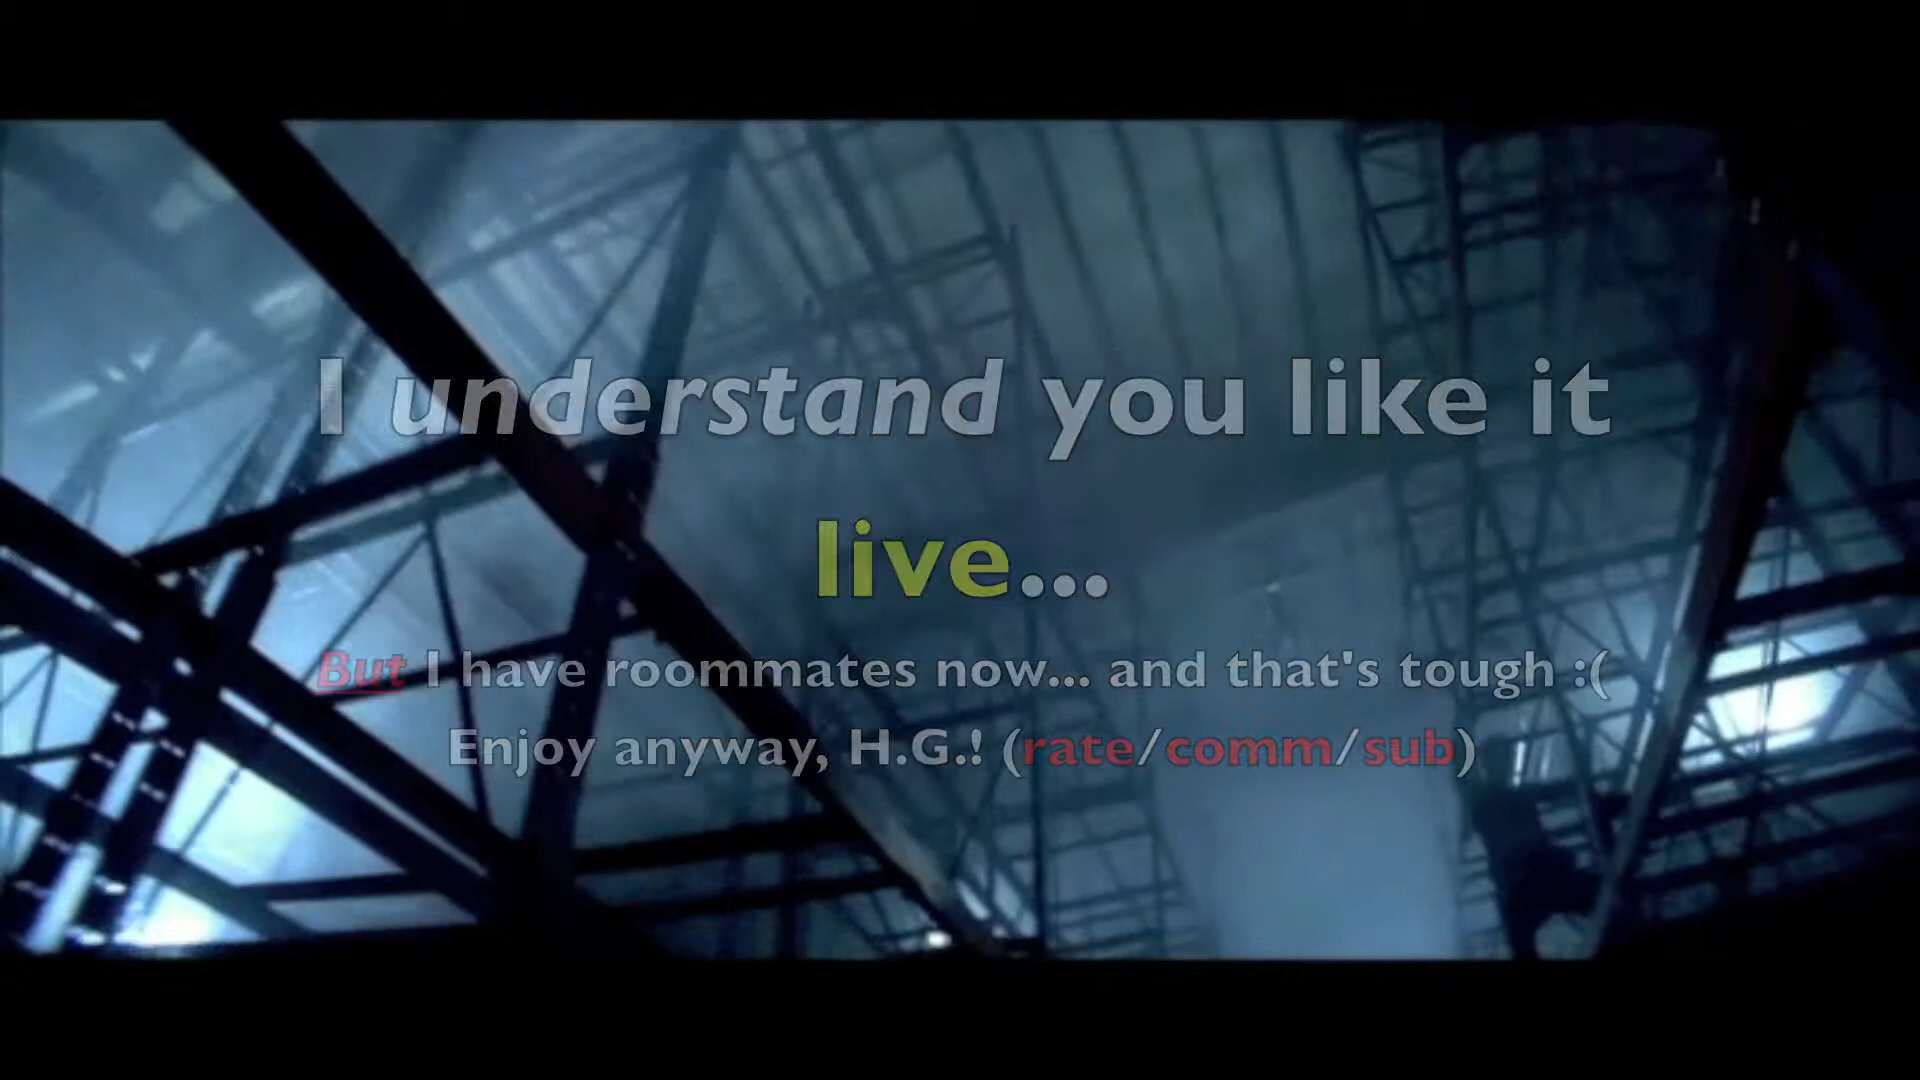 I understand you like it
live...
But I have roommates now... and that's tough :(
Enjoy anyway, H.G.! (rate/comm/sub)